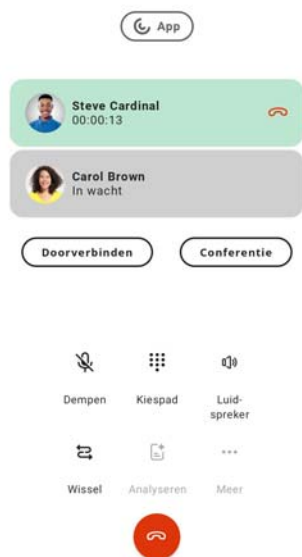 App
Steve Cardinal
00:00:13
Carol Brown
In wacht
Doorverbinden Conferentie
Dempen Kiespad Luid-
spreker
Wissel Analyseren Meer